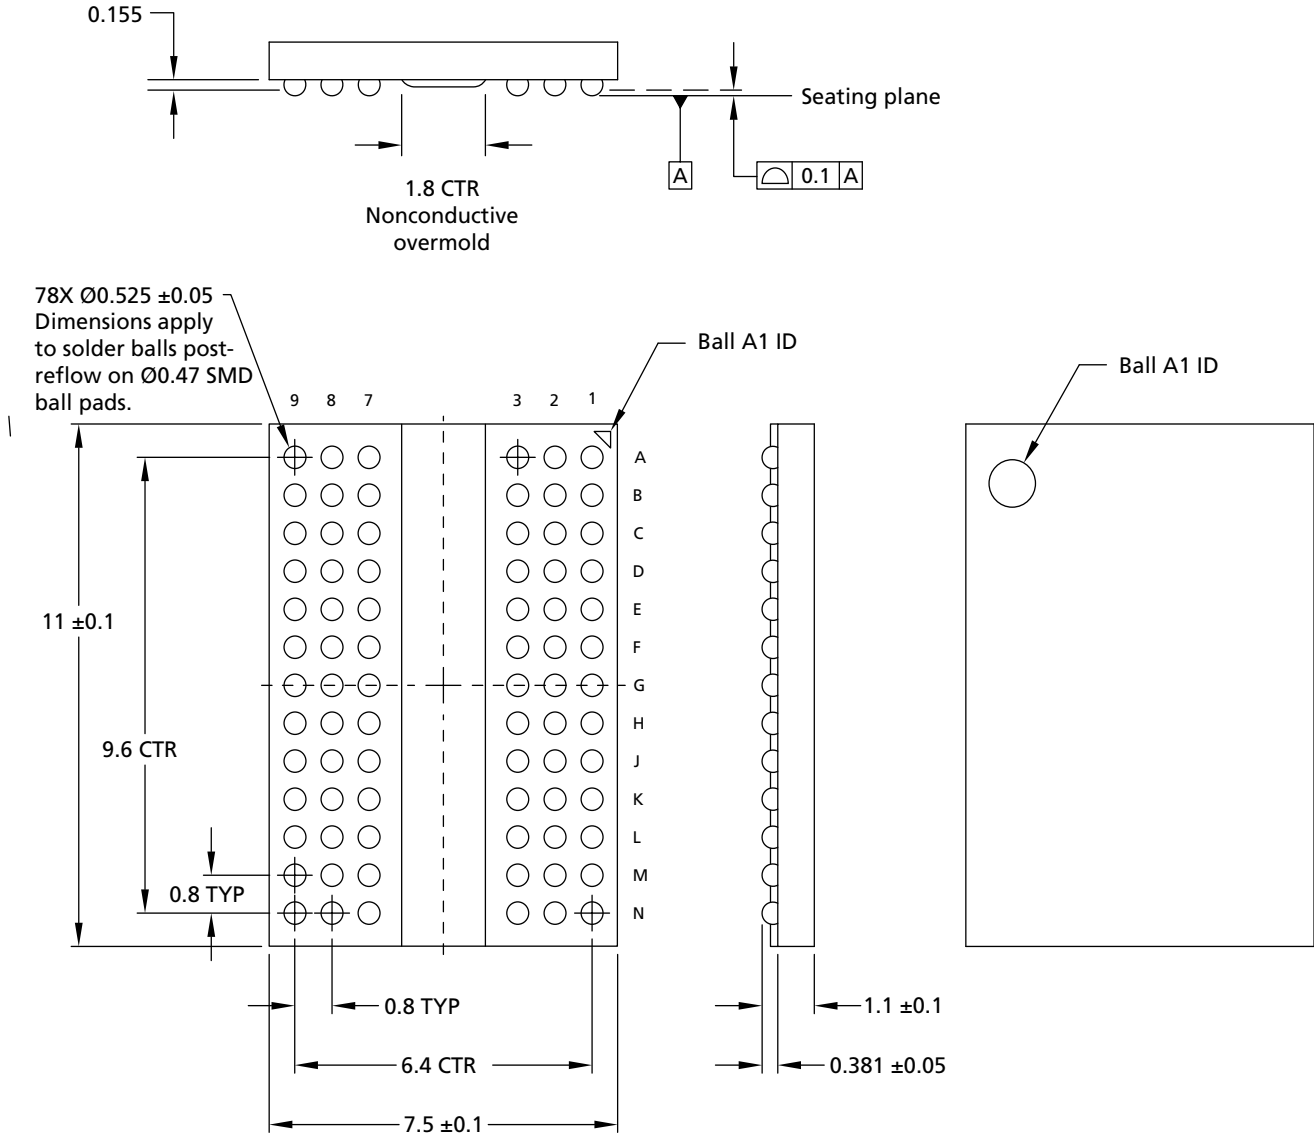 0.155
Seating plane
A
0.1 A
1.8 CTR
Nonconductive
overmold
78X Ø0.525 ±0.05
Dimensions apply
to solder balls post-
reflow on Ø0.47 SMD
ball pads.
Ball A1 ID
Ball A1 ID
9 8 7 3 2 1
A
B
C
D
E
F
G
H
J
K
L
M
N
11 ±0.1
9.6 CTR
0.8 TYP
0.8 TYP
1.1 ±0.1
6.4 CTR
0.381 ±0.05
7.5 ±0.1